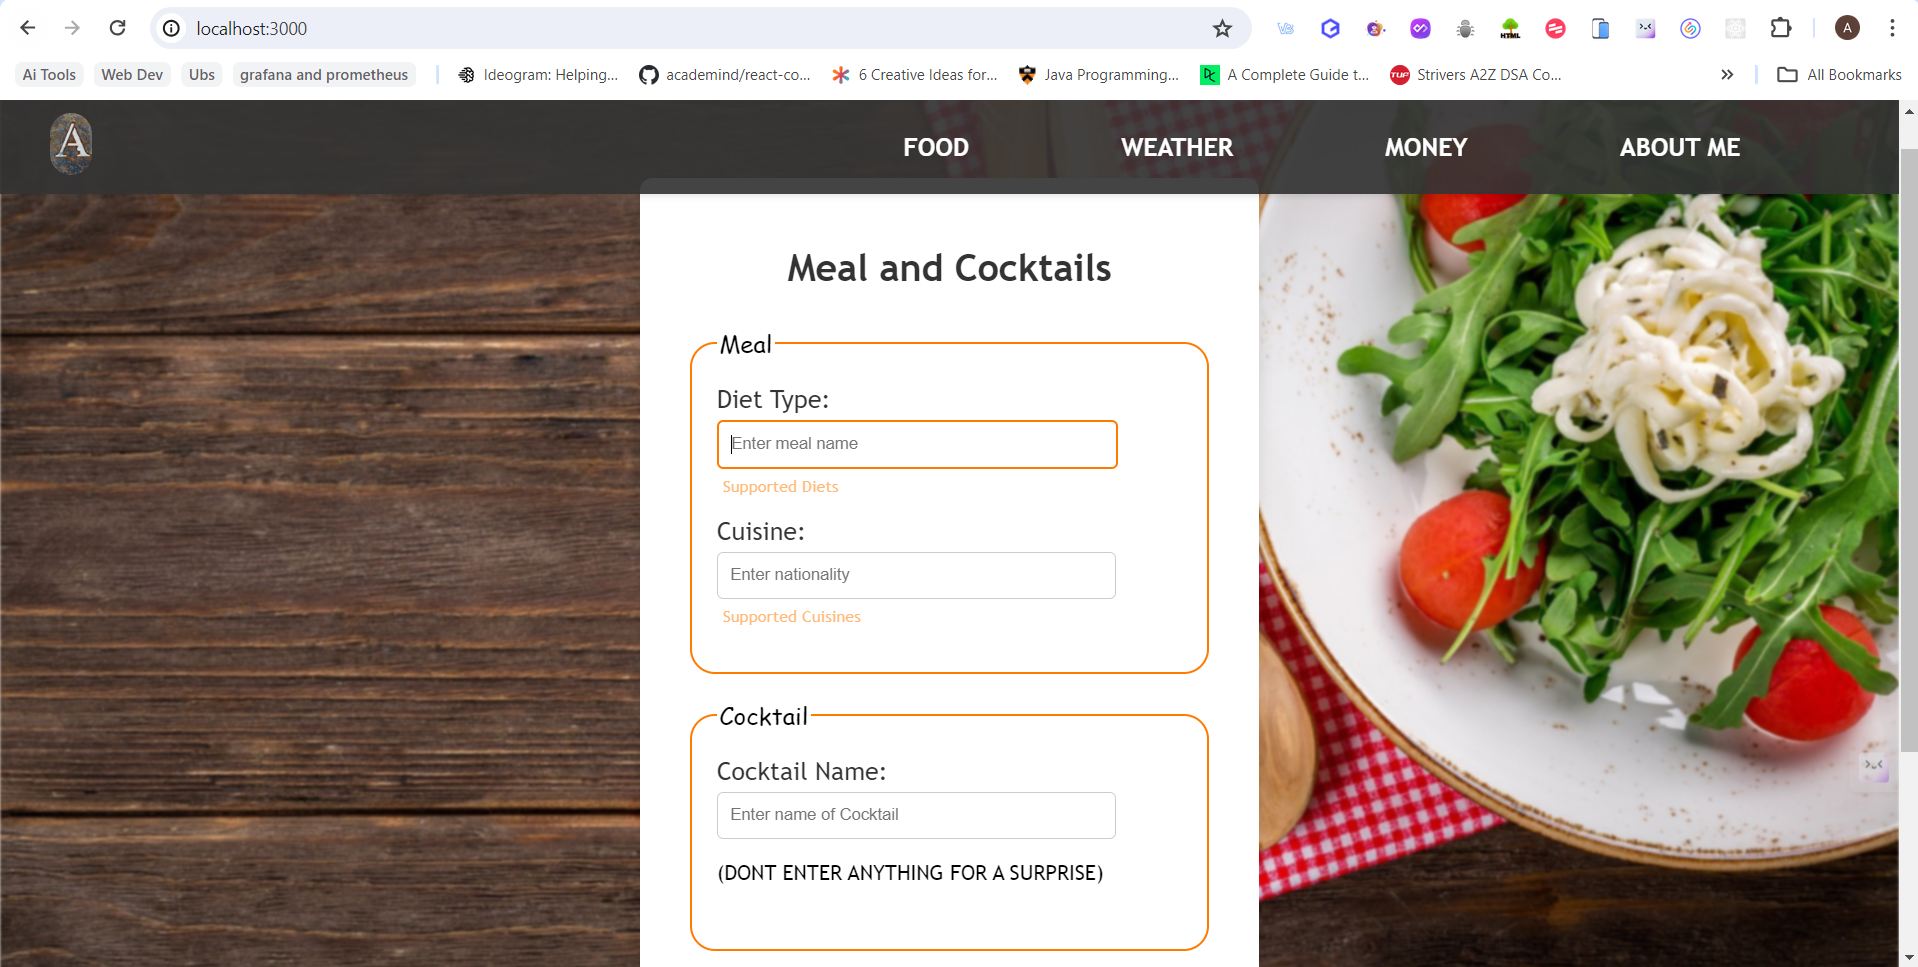 localhost:3000
A
Ai Tools Web Dev Ubs grafana and prometheus Ideogram: Helping... academind/react-co... 6 Creative Ideas for... Java Programming... A Complete Guide t... TUF Strivers A2Z DSA Co... All Bookmarks
A FOOD WEATHER MONEY ABOUT ME
Meal and Cocktails
Meal
Diet Type:
Enter meal name
Supported Diets
Cuisine:
Enter nationality
Supported Cuisines
Cocktail
Cocktail Name:
Enter name of Cocktail
(DONT ENTER ANYTHING FOR A SURPRISE)